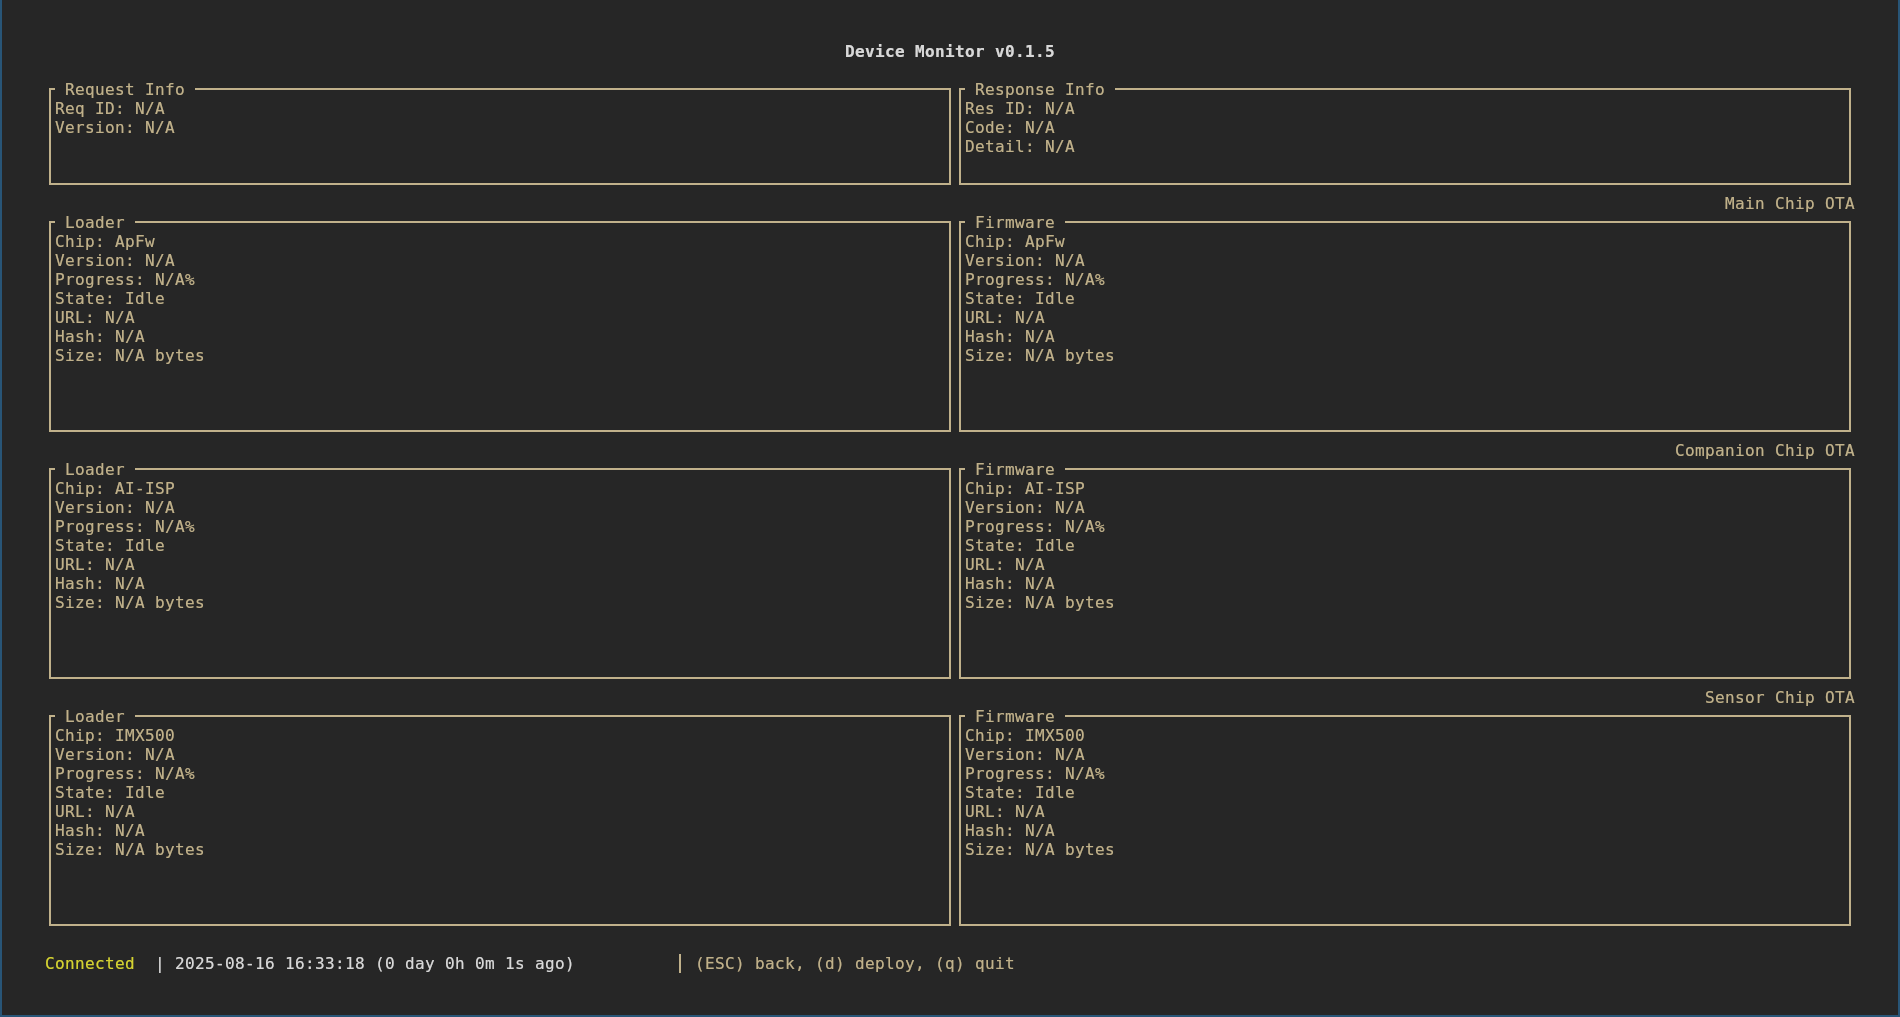 Device Monitor v0.1.5
Request Info
Req ID: N/A
Version: N/A
Response Info
Res ID: N/A
Code: N/A
Detail: N/A
Main Chip OTA
Loader
Chip: ApFw
Version: N/A
Progress: N/A%
State: Idle
URL: N/A
Hash: N/A
Size: N/A bytes
Firmware
Chip: ApFw
Version: N/A
Progress: N/A%
State: Idle
URL: N/A
Hash: N/A
Size: N/A bytes
Companion Chip OTA
Loader
Chip: AI-ISP
Version: N/A
Progress: N/A%
State: Idle
URL: N/A
Hash: N/A
Size: N/A bytes
Firmware
Chip: AI-ISP
Version: N/A
Progress: N/A%
State: Idle
URL: N/A
Hash: N/A
Size: N/A bytes
Sensor Chip OTA
Loader
Chip: IMX500
Version: N/A
Progress: N/A%
State: Idle
URL: N/A
Hash: N/A
Size: N/A bytes
Firmware
Chip: IMX500
Version: N/A
Progress: N/A%
State: Idle
URL: N/A
Hash: N/A
Size: N/A bytes
Connected | 2025-08-16 16:33:18 (0 day 0h 0m 1s ago) | (ESC) back, (d) deploy, (q) quit